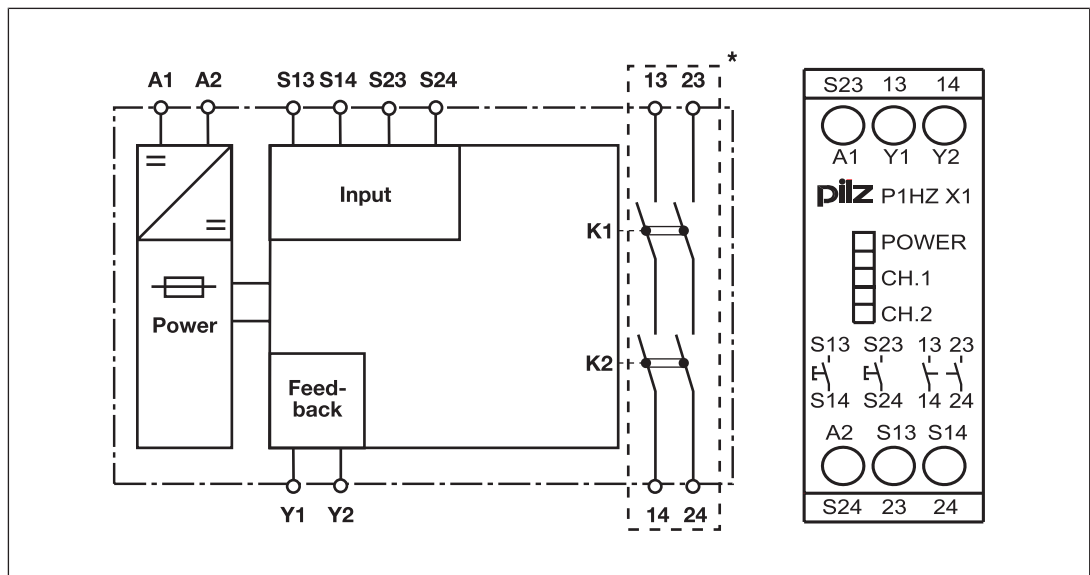 A1 A2 S13 S14 S23 S24 13 23 *
Input
K1
Power
K2
Feed-
back
Y1 Y2 14 24
S23 13 14
A1 Y1 Y2
pilz P1HZ X1
POWER
CH.1
CH.2
S13 S23 13 23
S14 S24 14 24
A2 S13 S14
S24 23 24